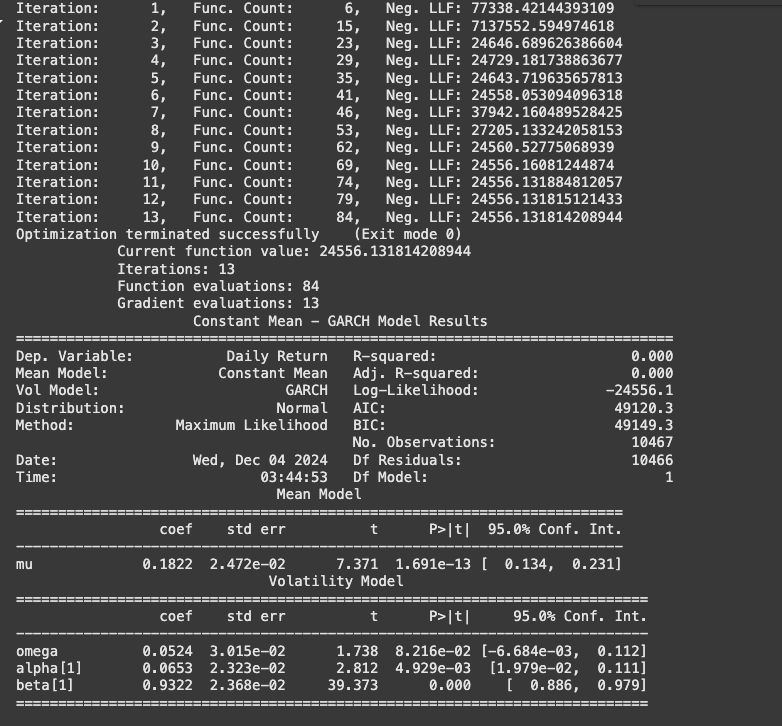 Iteration:      1,   Func. Count:      6,   Neg. LLF: 77338.42144393109
Iteration:      2,   Func. Count:     15,   Neg. LLF: 7137552.594974618
Iteration:      3,   Func. Count:     23,   Neg. LLF: 24646.689626386604
Iteration:      4,   Func. Count:     29,   Neg. LLF: 24729.181738863677
Iteration:      5,   Func. Count:     35,   Neg. LLF: 24643.719635657813
Iteration:      6,   Func. Count:     41,   Neg. LLF: 24558.053094096318
Iteration:      7,   Func. Count:     46,   Neg. LLF: 37942.160489528425
Iteration:      8,   Func. Count:     53,   Neg. LLF: 27205.133242058153
Iteration:      9,   Func. Count:     62,   Neg. LLF: 24560.52775068939
Iteration:     10,   Func. Count:     69,   Neg. LLF: 24556.16081244874
Iteration:     11,   Func. Count:     74,   Neg. LLF: 24556.131884812057
Iteration:     12,   Func. Count:     79,   Neg. LLF: 24556.131815121433
Iteration:     13,   Func. Count:     84,   Neg. LLF: 24556.131814208944
Optimization terminated successfully    (Exit mode 0)
            Current function value: 24556.131814208944
            Iterations: 13
            Function evaluations: 84
            Gradient evaluations: 13
                     Constant Mean - GARCH Model Results
==============================================================================
Dep. Variable:           Daily Return   R-squared:                       0.000
Mean Model:             Constant Mean   Adj. R-squared:                  0.000
Vol Model:                      GARCH   Log-Likelihood:               -24556.1
Distribution:                  Normal   AIC:                           49120.3
Method:            Maximum Likelihood   BIC:                           49149.3
                                        No. Observations:                10467
Date:                Wed, Dec 04 2024   Df Residuals:                    10466
Time:                        03:44:53   Df Model:                            1
                               Mean Model
========================================================================
                 coef    std err          t      P>|t|  95.0% Conf. Int.
------------------------------------------------------------------------
mu             0.1822  2.472e-02      7.371  1.691e-13 [  0.134,  0.231]
                              Volatility Model
===========================================================================
                 coef    std err          t      P>|t|     95.0% Conf. Int.
---------------------------------------------------------------------------
omega          0.0524  3.015e-02      1.738  8.216e-02 [-6.684e-03,  0.112]
alpha[1]       0.0653  2.323e-02      2.812  4.929e-03  [1.979e-02,  0.111]
beta[1]        0.9322  2.368e-02     39.373      0.000    [  0.886,  0.979]
===========================================================================